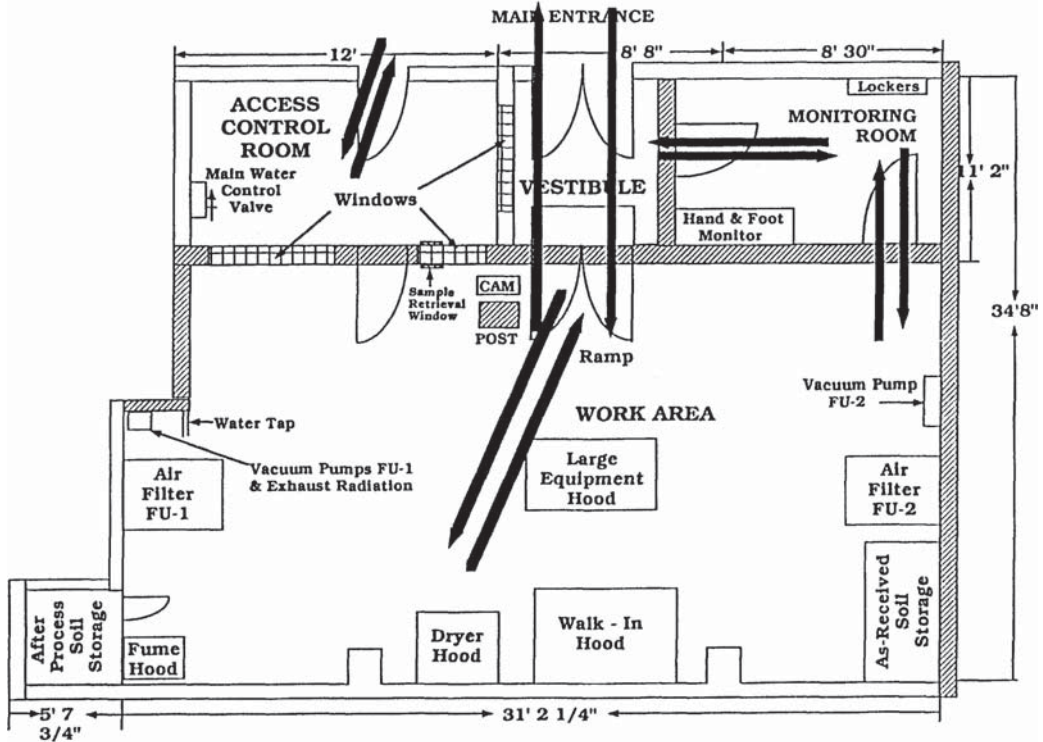 MAIN ENTRANCE
12'
8' 8"
8' 30"
ACCESS
CONTROL
ROOM
Lockers
MONITORING
ROOM
11' 2"
Main Water
Control
Valve
Windows
VESTIBULE
Hand & Foot
Monitor
Sample
Retrieval
Window
CAM
POST
34'8"
Ramp
Vacuum Pump
FU-2
WORK AREA
Water Tap
Vacuum Pumps FU-1
& Exhaust Radiation
Air
Filter
FU-1
Large
Equipment
Hood
Air
Filter
FU-2
After
Process
Soil
Storage
Fume
Hood
Dryer
Hood
Walk - In
Hood
As-Received
Soil
Storage
5' 7
3/4"
31' 2 1/4"